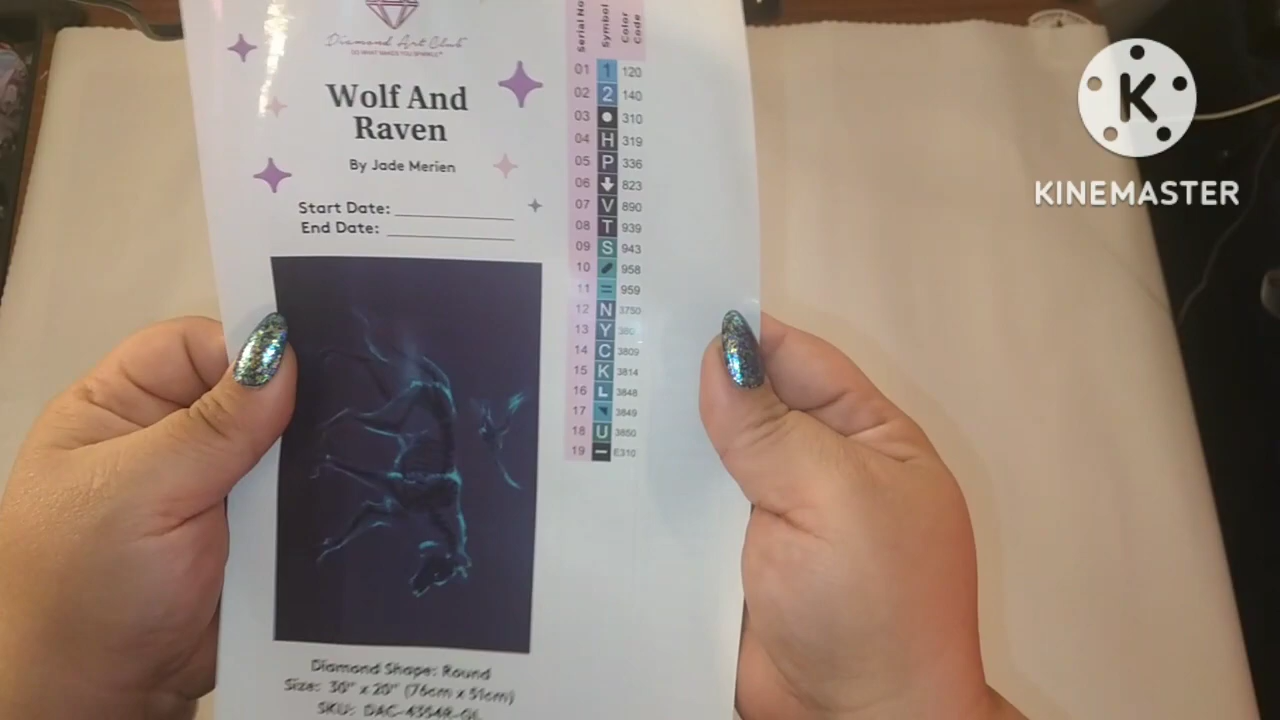 Diamond Art Club
Wolf And
Raven
By Jade Merien
Start Date:
End Date:
Serial No
Symbol
Color
Code
01 1 120
02 2 140
03 ● 310
04 H 319
05 P 336
06 ⬇ 823
07 V 890
08 T 939
09 S 943
10 958
11 = 959
12 N 3750
13 Y
14 C 3809
15 K 3814
16 L 3848
17 ◥ 3849
18 U 3850
19 – E310
Diamond Shape: Round
Size: 30" x 20" (76cm x 51cm)
SKU:
K
KINEMASTER